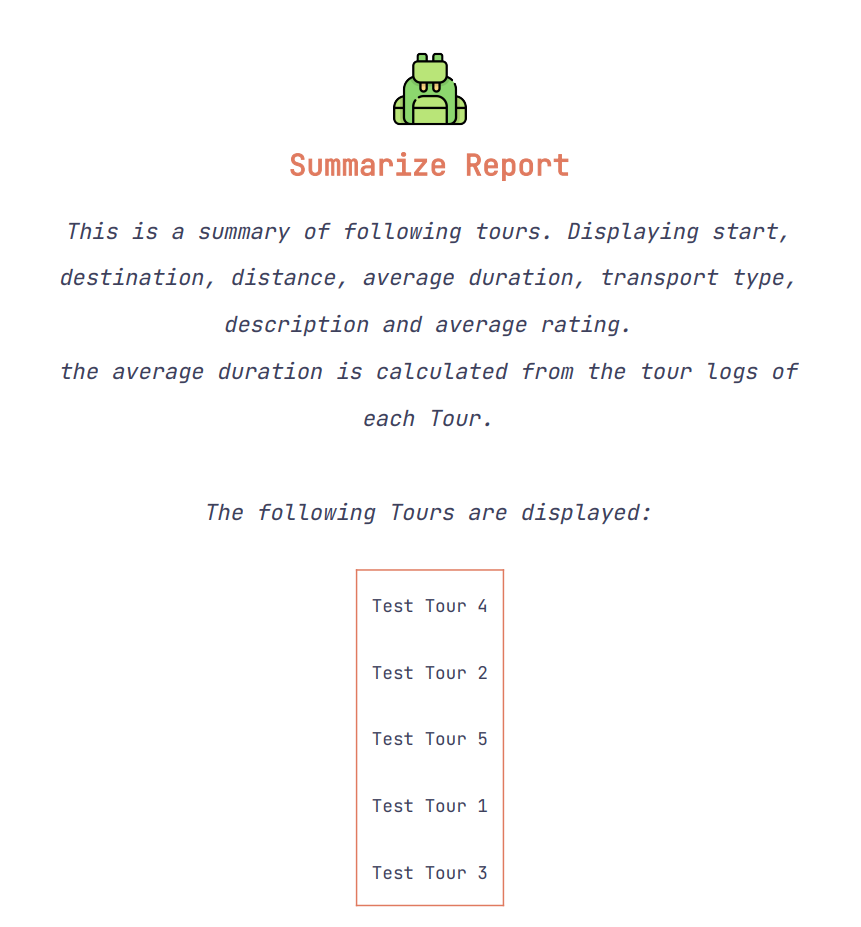 Summarize Report
This is a summary of following tours. Displaying start,
destination, distance, average duration, transport type,
description and average rating.
the average duration is calculated from the tour logs of
each Tour.
The following Tours are displayed:
Test Tour 4
Test Tour 2
Test Tour 5
Test Tour 1
Test Tour 3